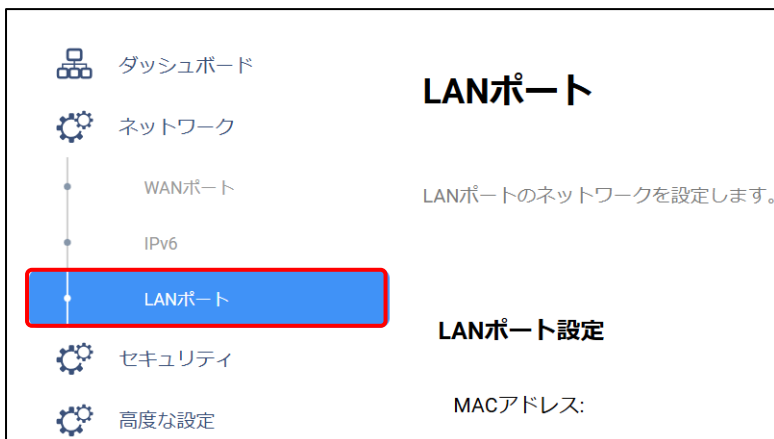 ダッシュボード
ネットワーク
WANポート
IPv6
LANポート
セキュリティ
高度な設定
LANポート
LANポートのネットワークを設定します。
LANポート設定
MACアドレス: